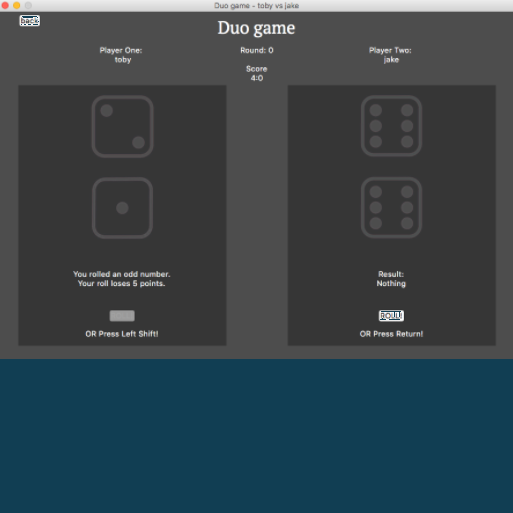 Duo game - toby vs jake
Back
Duo game
Player One:
toby
Round: 0
Score
4:0
Player Two:
jake
You rolled an odd number.
Your roll loses 5 points.
OR Press Left Shift!
Result:
Nothing
ROLL!
OR Press Return!